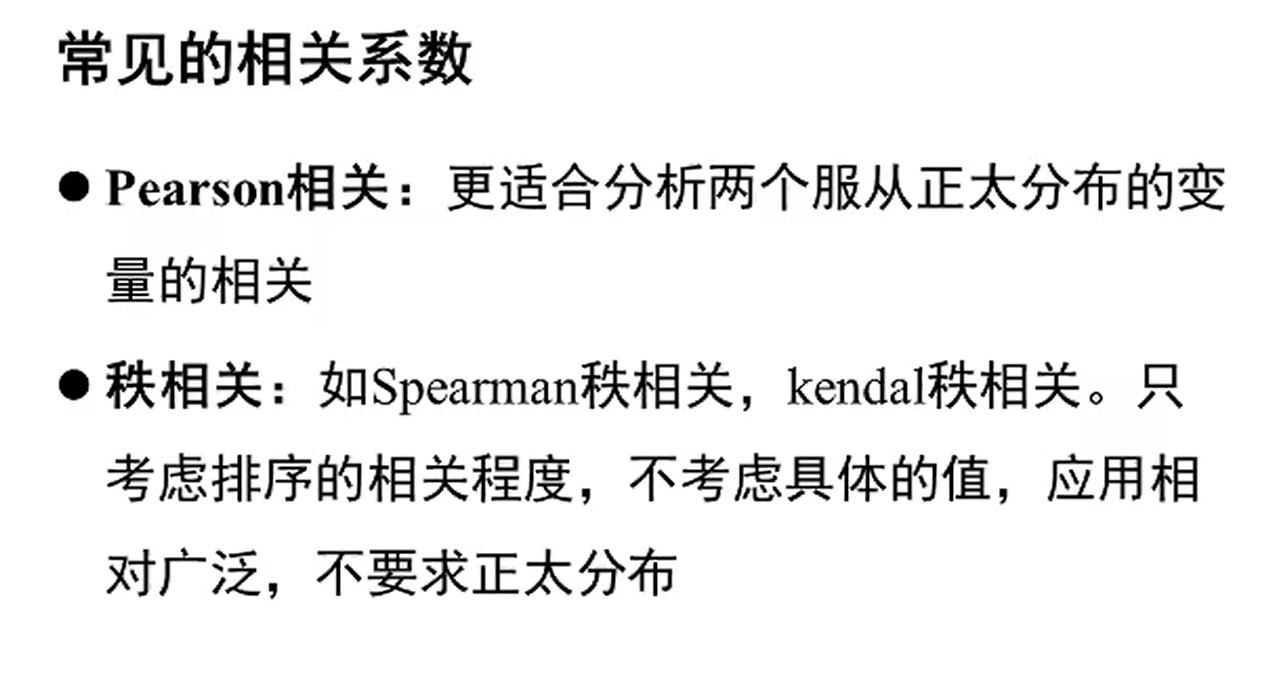 常见的相关系数
● Pearson相关：更适合分析两个服从正太分布的变
量的相关
● 秩相关：如Spearman秩相关，kendal秩相关。只
考虑排序的相关程度，不考虑具体的值，应用相
对广泛，不要求正太分布